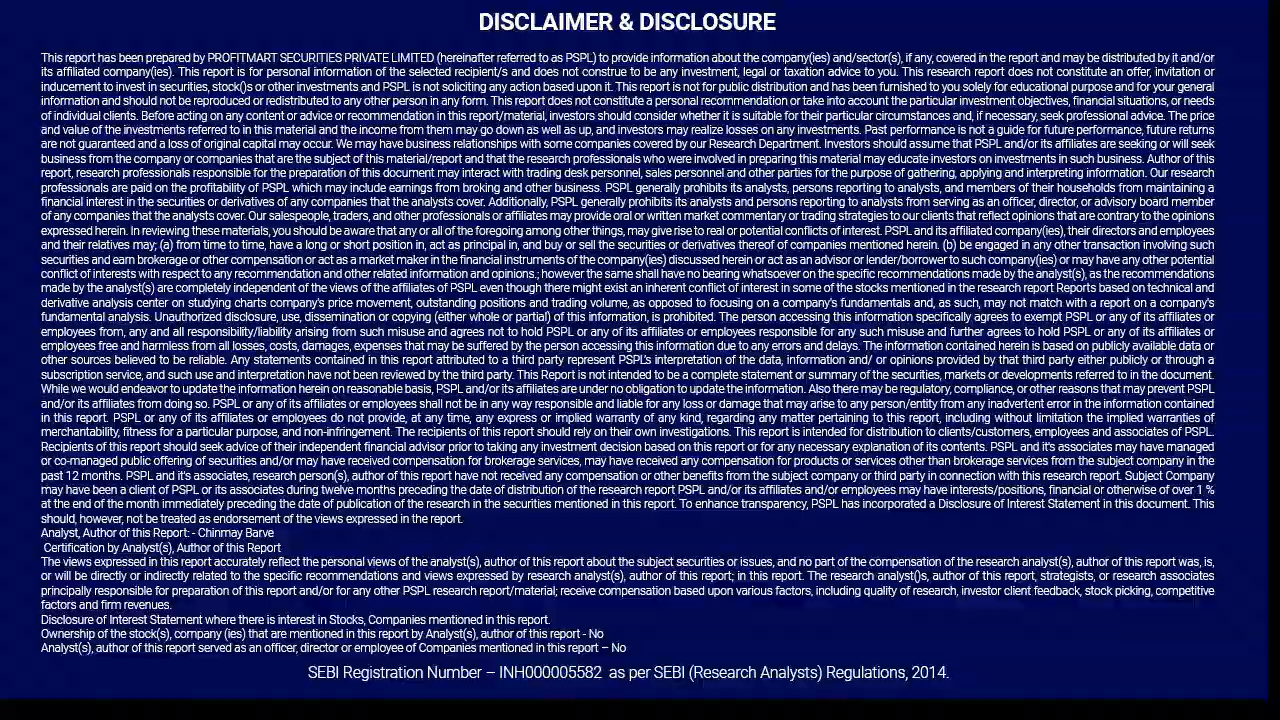 DISCLAIMER & DISCLOSURE
This report has been prepared by PROFITMART SECURITIES PRIVATE LIMITED (hereinafter referred to as PSPL) to provide information about the company(ies) and/or sector(s), if any, covered in the report and may be distributed by it and/or
its affiliated company(ies). This report is for personal information of the selected recipient/s and does not construe to be any investment, legal or taxation advice to you. This research report does not constitute an offer, invitation or
inducement to invest in securities, stock()s or other investments and PSPL is not soliciting any action based upon it. This report is not for public distribution and has been furnished to you solely for educational purpose and for your general
information and should not be reproduced or redistributed to any other person in any form. This report does not constitute a personal recommendation or take into account the particular investment objectives, financial situations, or needs
of individual clients. Before acting on any content or advice or recommendation in this report/material, investors should consider whether it is suitable for their particular circumstances and, if necessary, seek professional advice. The price
and value of the investments referred to in this material and the income from them may go down as well as up, and investors may realize losses on any investments. Past performance is not a guide for future performance, future returns
are not guaranteed and a loss of original capital may occur. We may have business relationships with some companies covered by our Research Department. Investors should assume that PSPL and/or its affiliates are seeking or will seek
business from the company or companies that are the subject of this material/report and that the research professionals who were involved in preparing this material may educate investors on investments in such business. Author of this
report, research professionals responsible for the preparation of this document may interact with trading desk personnel, sales personnel and other parties for the purpose of gathering, applying and interpreting information. Our research
professionals are paid on the profitability of PSPL which may include earnings from broking and other business. PSPL generally prohibits its analysts, persons reporting to analysts, and members of their households from maintaining a
financial interest in the securities or derivatives of any companies that the analysts cover. Additionally, PSPL generally prohibits its analysts and persons reporting to analysts from serving as an officer, director, or advisory board member
of any companies that the analysts cover. Our salespeople, traders, and other professionals or affiliates may provide oral or written market commentary or trading strategies to our clients that reflect opinions that are contrary to the opinions
expressed herein. In reviewing these materials, you should be aware that any or all of the foregoing among other things, may give rise to real or potential conflicts of interest. PSPL and its affiliated company(ies), their directors and employees
and their relatives may; (a) from time to time, have a long or short position in, act as principal in, and buy or sell the securities or derivatives thereof of companies mentioned herein. (b) be engaged in any other transaction involving such
securities and earn brokerage or other compensation or act as a market maker in the financial instruments of the company(ies) discussed herein or act as an advisor or lender/borrower to such company(ies) or may have any other potential
conflict of interests with respect to any recommendation and other related information and opinions.; however the same shall have no bearing whatsoever on the specific recommendations made by the analyst(s), as the recommendations
made by the analyst(s) are completely independent of the views of the affiliates of PSPL even though there might exist an inherent conflict of interest in some of the stocks mentioned in the research report Reports based on technical and
derivative analysis center on studying charts company's price movement, outstanding positions and trading volume, as opposed to focusing on a company's fundamentals and, as such, may not match with a report on a company's
fundamental analysis. Unauthorized disclosure, use, dissemination or copying (either whole or partial) of this information, is prohibited. The person accessing this information specifically agrees to exempt PSPL or any of its affiliates or
employees from, any and all responsibility/liability arising from such misuse and agrees not to hold PSPL or any of its affiliates or employees responsible for any such misuse and further agrees to hold PSPL or any of its affiliates or
employees free and harmless from all losses, costs, damages, expenses that may be suffered by the person accessing this information due to any errors and delays. The information contained herein is based on publicly available data or
other sources believed to be reliable. Any statements contained in this report attributed to a third party represent PSPL's interpretation of the data, information and/ or opinions provided by that third party either publicly or through a
subscription service, and such use and interpretation have not been reviewed by the third party. This Report is not intended to be a complete statement or summary of the securities, markets or developments referred to in the document.
While we would endeavor to update the information herein on reasonable basis, PSPL and/or its affiliates are under no obligation to update the information. Also there may be regulatory, compliance, or other reasons that may prevent PSPL
and/or its affiliates from doing so. PSPL or any of its affiliates or employees shall not be in any way responsible and liable for any loss or damage that may arise to any person/entity from any inadvertent error in the information contained
in this report. PSPL or any of its affiliates or employees do not provide, at any time, any express or implied warranty of any kind, regarding any matter pertaining to this report, including without limitation the implied warranties of
merchantability, fitness for a particular purpose, and non-infringement. The recipients of this report should rely on their own investigations. This report is intended for distribution to clients/customers, employees and associates of PSPL.
Recipients of this report should seek advice of their independent financial advisor prior to taking any investment decision based on this report or for any necessary explanation of its contents. PSPL and it's associates may have managed
or co-managed public offering of securities and/or may have received compensation for brokerage services, may have received any compensation for products or services other than brokerage services from the subject company in the
past 12 months. PSPL and it's associates, research person(s), author of this report have not received any compensation or other benefits from the subject company or third party in connection with this research report. Subject Company
may have been a client of PSPL or its associates during twelve months preceding the date of distribution of the research report PSPL and/or its affiliates and/or employees may have interests/positions, financial or otherwise of over 1 %
at the end of the month immediately preceding the date of publication of the research in the securities mentioned in this report. To enhance transparency, PSPL has incorporated a Disclosure of Interest Statement in this document. This
should, however, not be treated as endorsement of the views expressed in the report.
Analyst, Author of this Report: - Chinmay Barve
Certification by Analyst(s), Author of this Report
The views expressed in this report accurately reflect the personal views of the analyst(s), author of this report about the subject securities or issues, and no part of the compensation of the research analyst(s), author of this report was, is,
or will be directly or indirectly related to the specific recommendations and views expressed by research analyst(s), author of this report; in this report. The research analyst()s, author of this report, strategists, or research associates
principally responsible for preparation of this report and/or for any other PSPL research report/material; receive compensation based upon various factors, including quality of research, investor client feedback, stock picking, competitive
factors and firm revenues.
Disclosure of Interest Statement where there is interest in Stocks, Companies mentioned in this report.
Ownership of the stock(s), company (ies) that are mentioned in this report by Analyst(s), author of this report - No
Analyst(s), author of this report served as an officer, director or employee of Companies mentioned in this report – No
SEBI Registration Number – INH000005582 as per SEBI (Research Analysts) Regulations, 2014.